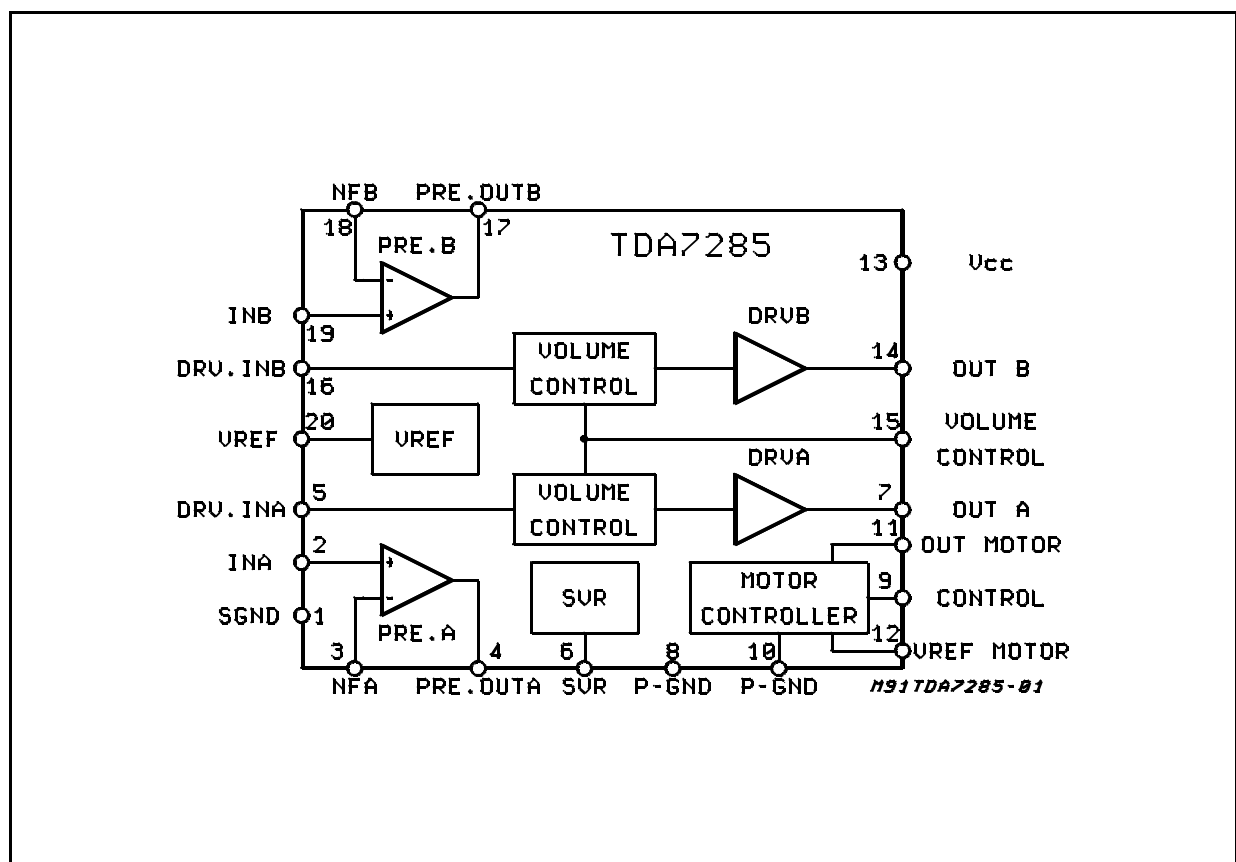 NFB
PRE.OUTB
18
17
PRE.B
TDA7285
13
Vcc
-
+
INB
19
DRVB
DRV.INB
16
VOLUME
CONTROL
14
OUT B
20
VREF
VREF
15
VOLUME
CONTROL
DRVA
5
DRV.INA
VOLUME
CONTROL
7
OUT A
2
INA
+
-
11
OUT MOTOR
SGND
1
PRE.A
SVR
MOTOR
CONTROLLER
9
CONTROL
12
VREF MOTOR
3
4
6
8
10
NFA
PRE.OUTA
SVR
P-GND
P-GND
M91TDA7285-01